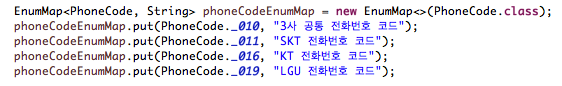 EnumMap<PhoneCode, String> phoneCodeEnumMap = new EnumMap<>(PhoneCode.class);
phoneCodeEnumMap.put(PhoneCode._010, "3사 공통 전화번호 코드");
phoneCodeEnumMap.put(PhoneCode._011, "SKT 전화번호 코드");
phoneCodeEnumMap.put(PhoneCode._016, "KT 전화번호 코드");
phoneCodeEnumMap.put(PhoneCode._019, "LGU 전화번호 코드");